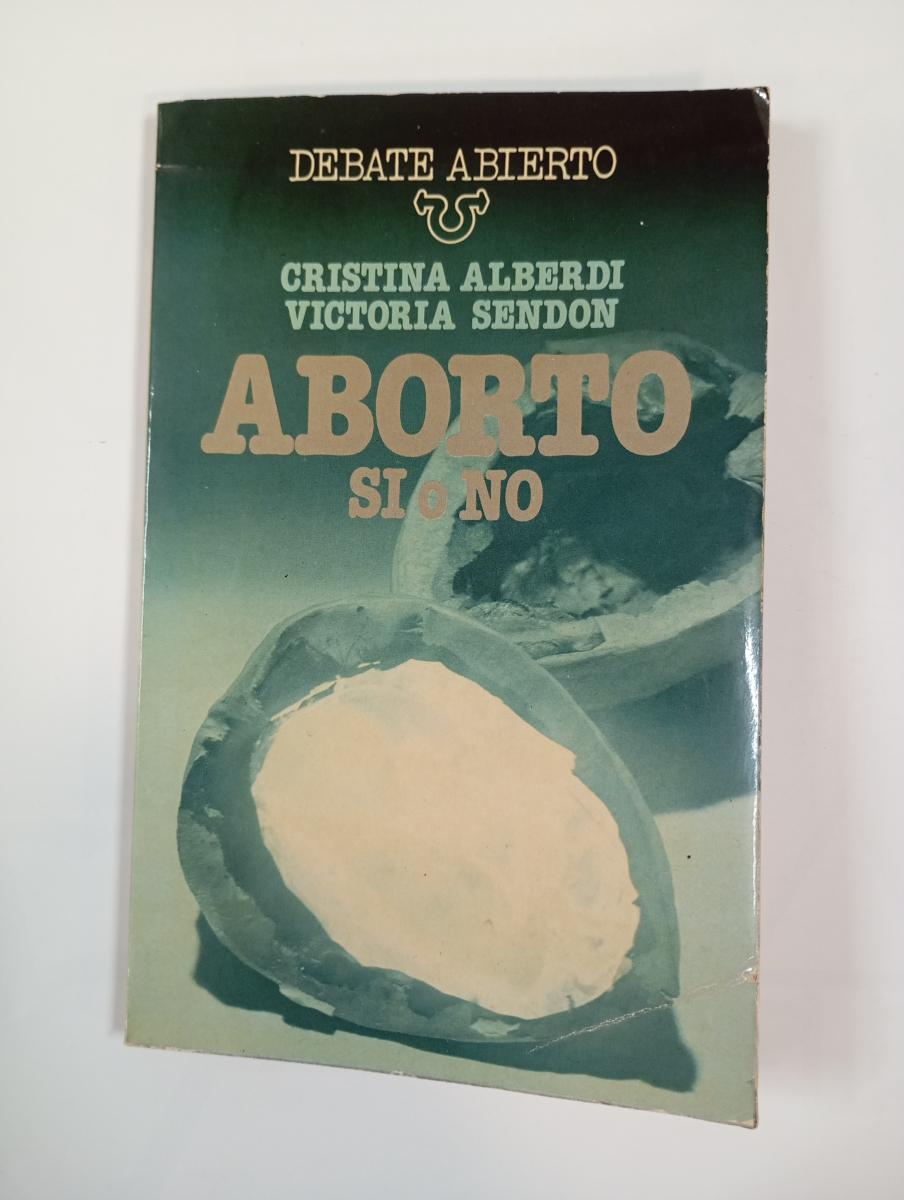 DEBATE ABIERTO
CRISTINA ALBERDI
VICTORIA SENDON
ABORTO
SI o NO